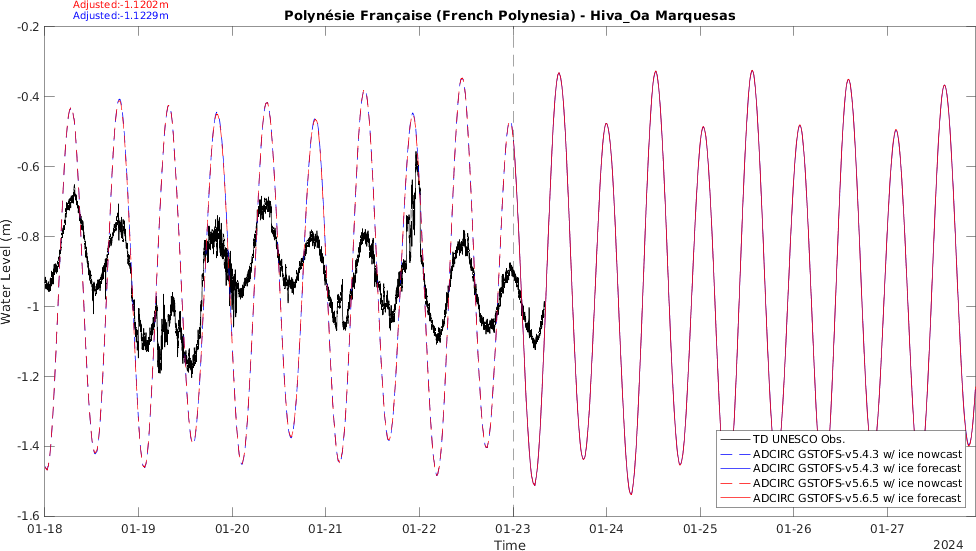 Adjusted:-1.1202m
Adjusted:-1.1229m
Polynésie Française (French Polynesia) - Hiva_Oa Marquesas
-0.2
-0.4
-0.6
-0.8
-1
-1.2
-1.4
-1.6
Water Level (m)
TD UNESCO Obs.
ADCIRC GSTOFS-v5.4.3 w/ ice nowcast
ADCIRC GSTOFS-v5.4.3 w/ ice forecast
ADCIRC GSTOFS-v5.6.5 w/ ice nowcast
ADCIRC GSTOFS-v5.6.5 w/ ice forecast
01-18 01-19 01-20 01-21 01-22 01-23 01-24 01-25 01-26 01-27
Time
2024